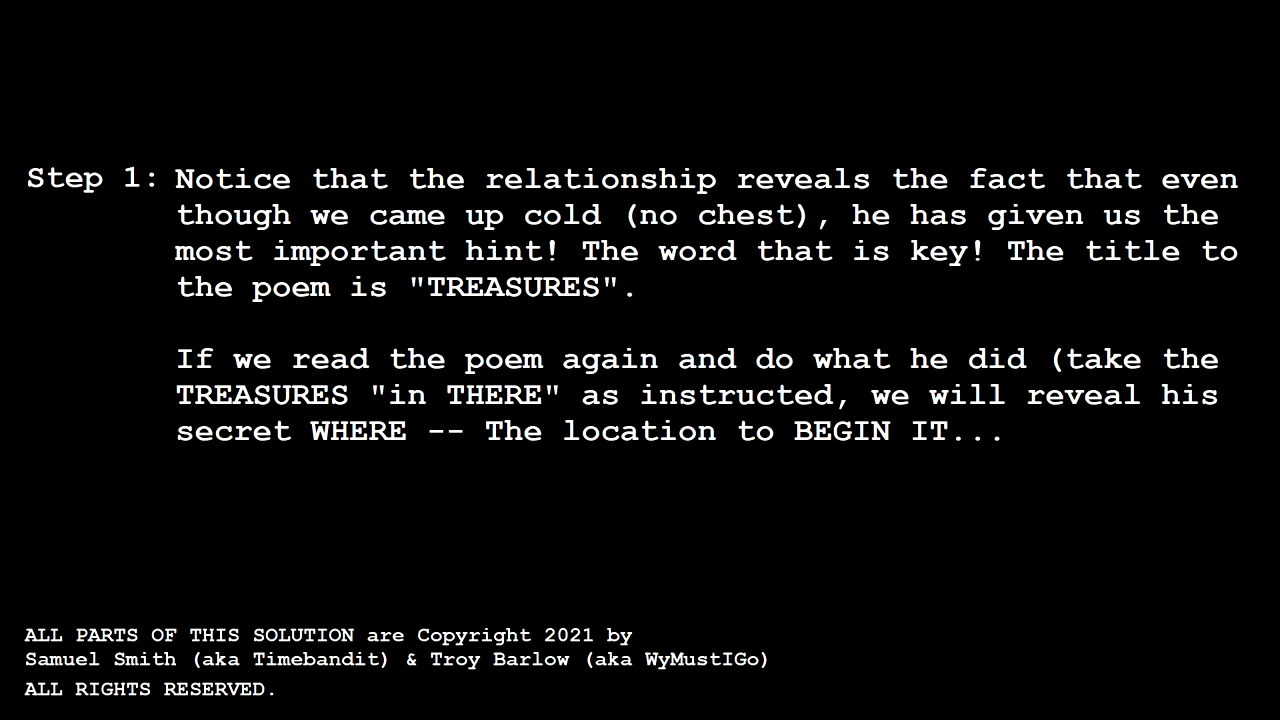 Step 1: Notice that the relationship reveals the fact that even
though we came up cold (no chest), he has given us the
most important hint! The word that is key! The title to
the poem is "TREASURES".
If we read the poem again and do what he did (take the
TREASURES "in THERE" as instructed, we will reveal his
secret WHERE -- The location to BEGIN IT...
ALL PARTS OF THIS SOLUTION are Copyright 2021 by
Samuel Smith (aka Timebandit) & Troy Barlow (aka WyMustIGo)
ALL RIGHTS RESERVED.